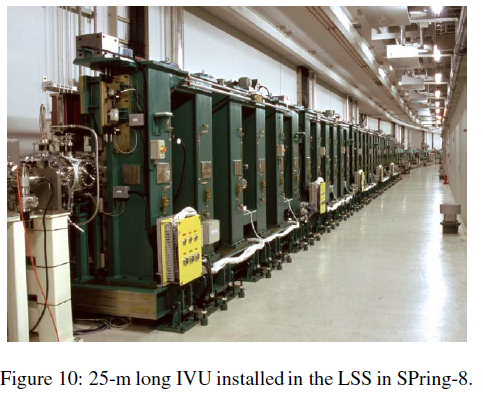 Figure 10: 25-m long IVU installed in the LSS in SPring-8.